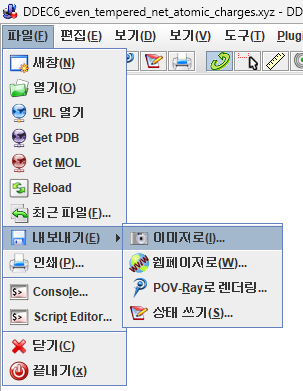 DDEC6_even_tempered_net_atomic_charges.xyz - DD
파일(F) 편집(E) 보기(D) 보기(V) 도구(T) Plugi
새창(N)
열기(O)
URL 열기
Get PDB
Get MOL
Reload
최근 파일(F)...
내보내기(E)
이미저로(I)...
인쇄(P)...
웹페이저로(W)...
Console...
POV-Ray로 렌더링...
Script Editor...
상태 쓰기(S)...
닫기(C)
끝내기(x)